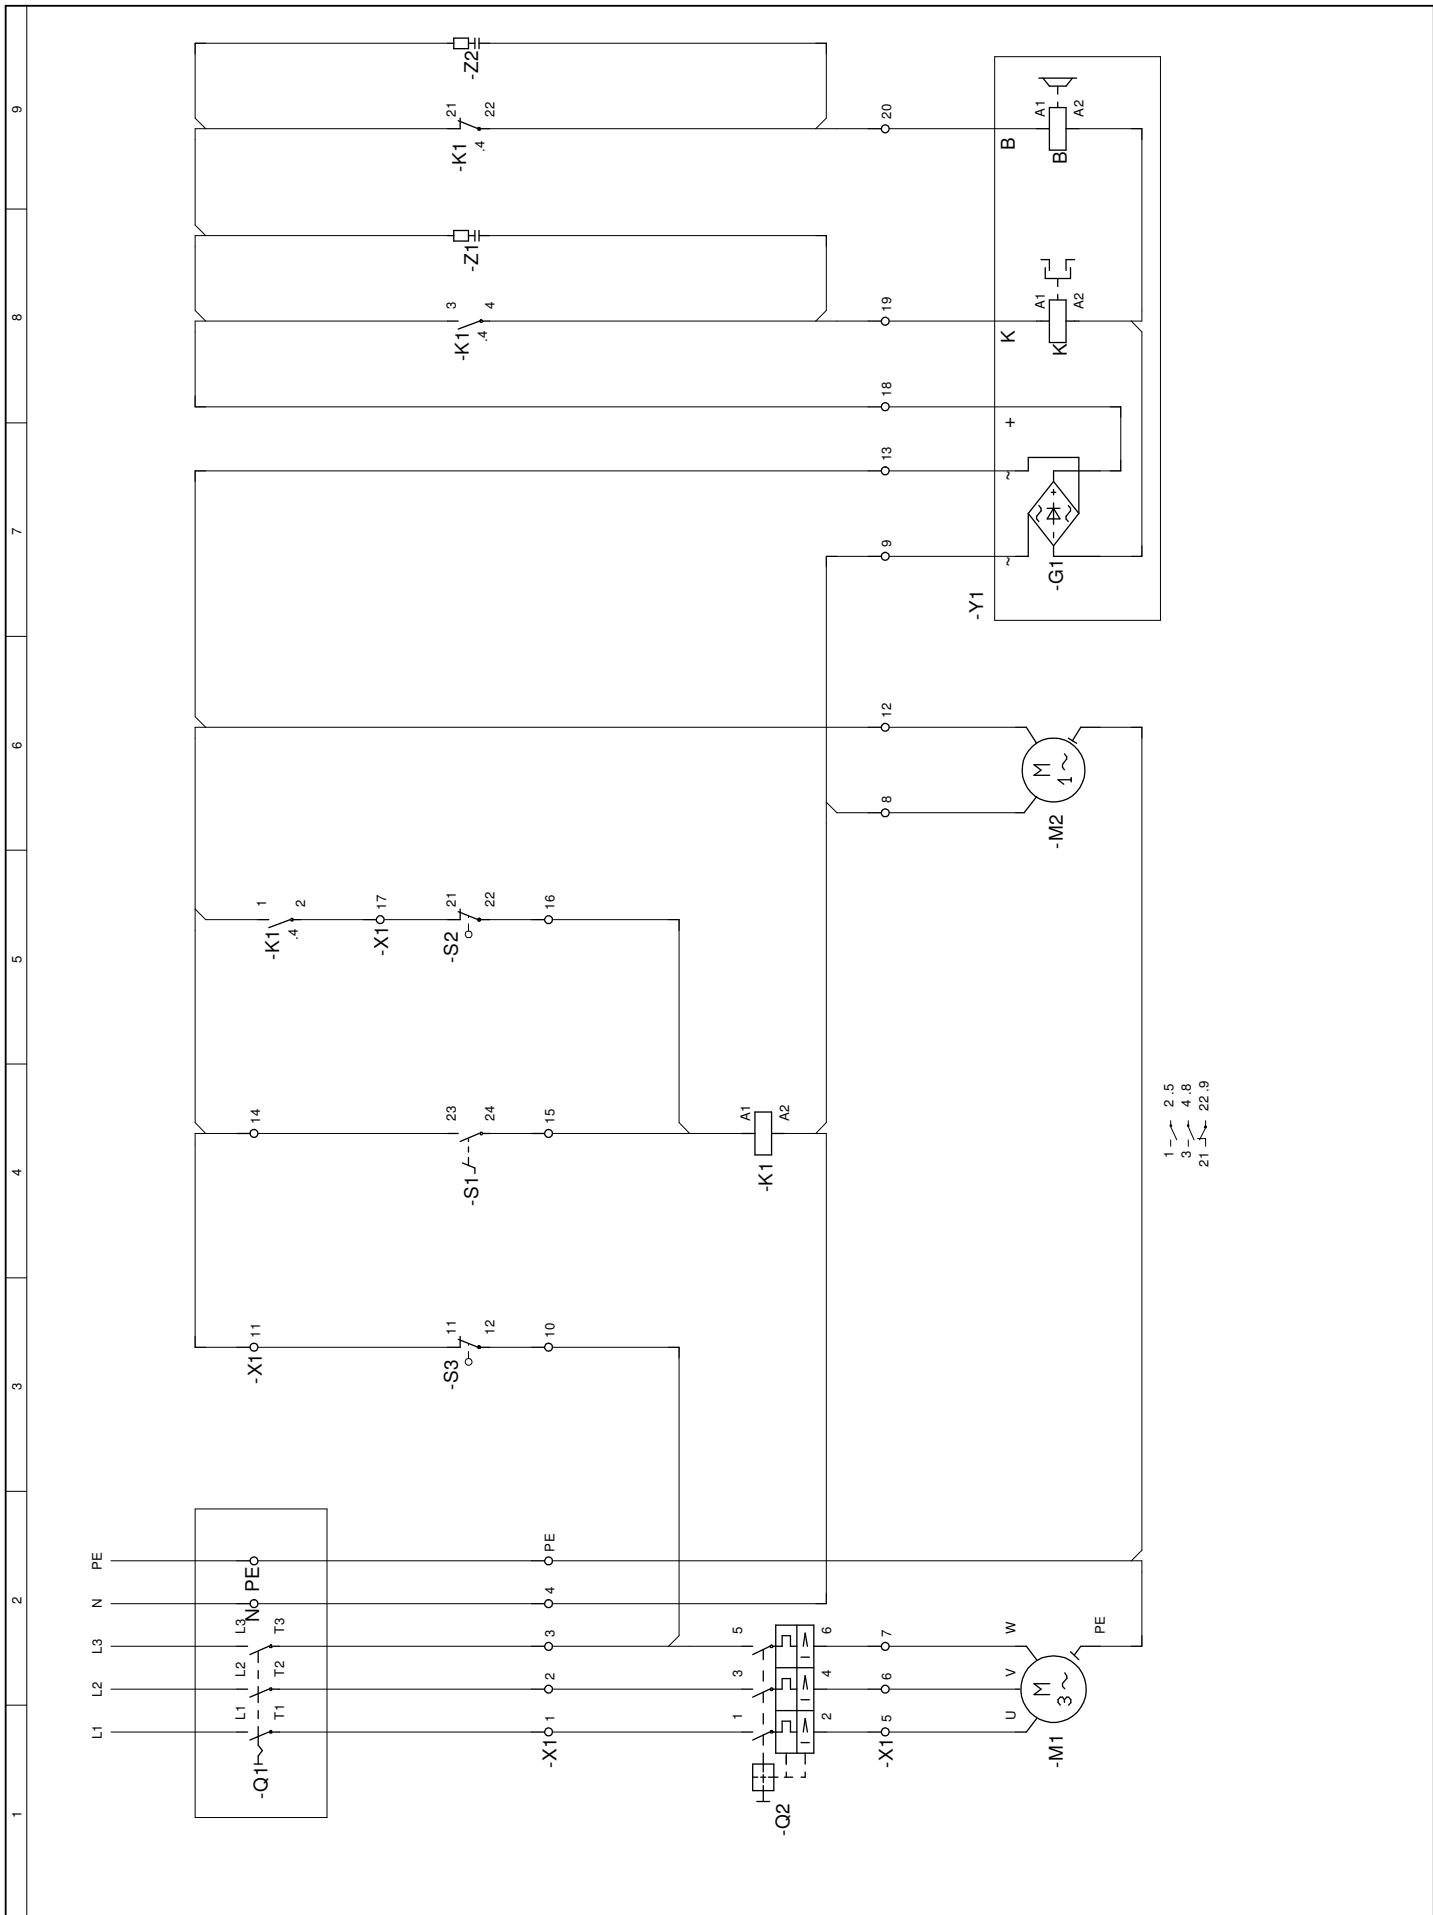 1 2 3 4 5 6 7 8 9
L1 L2 L3 N PE
-Q1
L1 L2 L3
N PE
T1 T2 T3
-X1 11
14
-K1 1 2
.4
-X1 17
-S3 11 12
-S1 23 24
-S2 21 22
-K1 3 4
.4
-Z1
-K1 21 22
.4
-Z2
-X1 1 2 3 4 PE
10
15
16
-Q2
1 3 5
2 4 6
-K1 A1 A2
-X1 5 6 7
8 12
9 13 18 19 20
-Y1
~ ~ + K B
U V W
-M1
M
3~
PE
-M2
M
1~
-G1
- +
K A1 A2
B A1 A2
1 2 .5
3 4 .8
21 22 .9